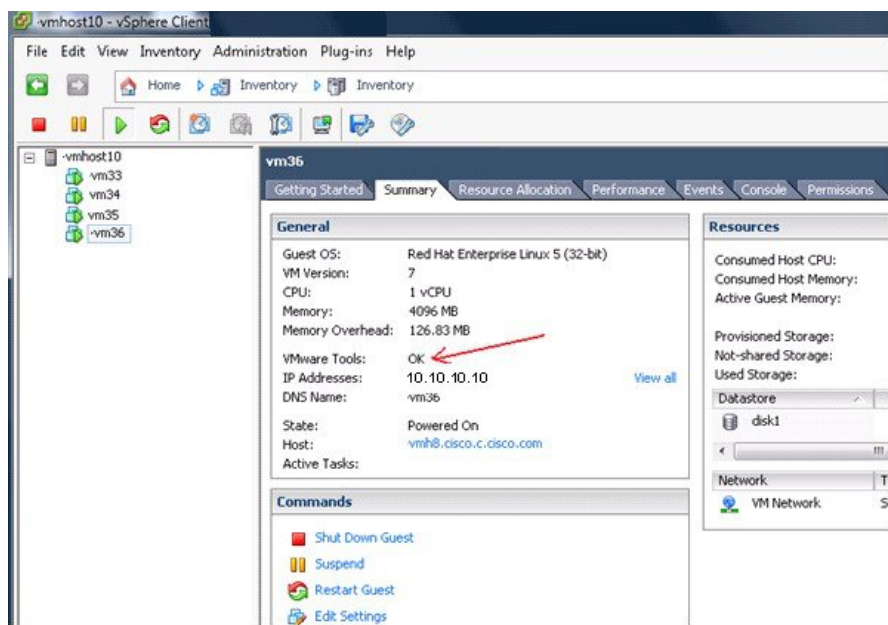 -vmhost10 - vSphere Client
File Edit View Inventory Administration Plug-ins Help
Home Inventory Inventory
-vmhost10
vm33
vm34
vm35
-vm36
vm36
Getting Started Summary Resource Allocation Performance Events Console Permissions
General
Guest OS: Red Hat Enterprise Linux 5 (32-bit)
VM Version: 7
CPU: 1 vCPU
Memory: 4096 MB
Memory Overhead: 126.83 MB
VMware Tools: OK
IP Addresses: 10.10.10.10 View all
DNS Name: -vm36
State: Powered On
Host: vmh8.cisco.c.cisco.com
Active Tasks:
Commands
Shut Down Guest
Suspend
Restart Guest
Edit Settings
Resources
Consumed Host CPU:
Consumed Host Memory:
Active Guest Memory:
Provisioned Storage:
Not-shared Storage:
Used Storage:
Datastore
disk1
Network T
VM Network S